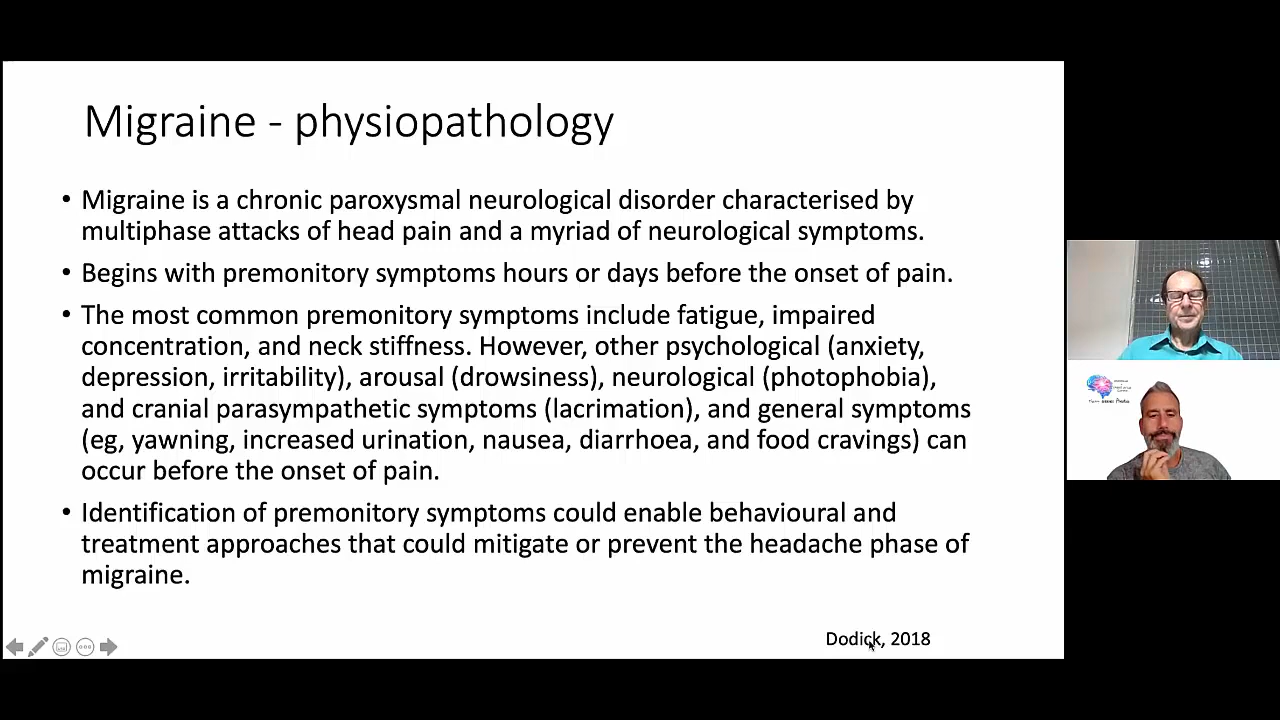 Migraine - physiopathology
• Migraine is a chronic paroxysmal neurological disorder characterised by
multiphase attacks of head pain and a myriad of neurological symptoms.
• Begins with premonitory symptoms hours or days before the onset of pain.
• The most common premonitory symptoms include fatigue, impaired
concentration, and neck stiffness. However, other psychological (anxiety,
depression, irritability), arousal (drowsiness), neurological (photophobia),
and cranial parasympathetic symptoms (lacrimation), and general symptoms
(eg, yawning, increased urination, nausea, diarrhoea, and food cravings) can
occur before the onset of pain.
• Identification of premonitory symptoms could enable behavioural and
treatment approaches that could mitigate or prevent the headache phase of
migraine.
Dodick, 2018